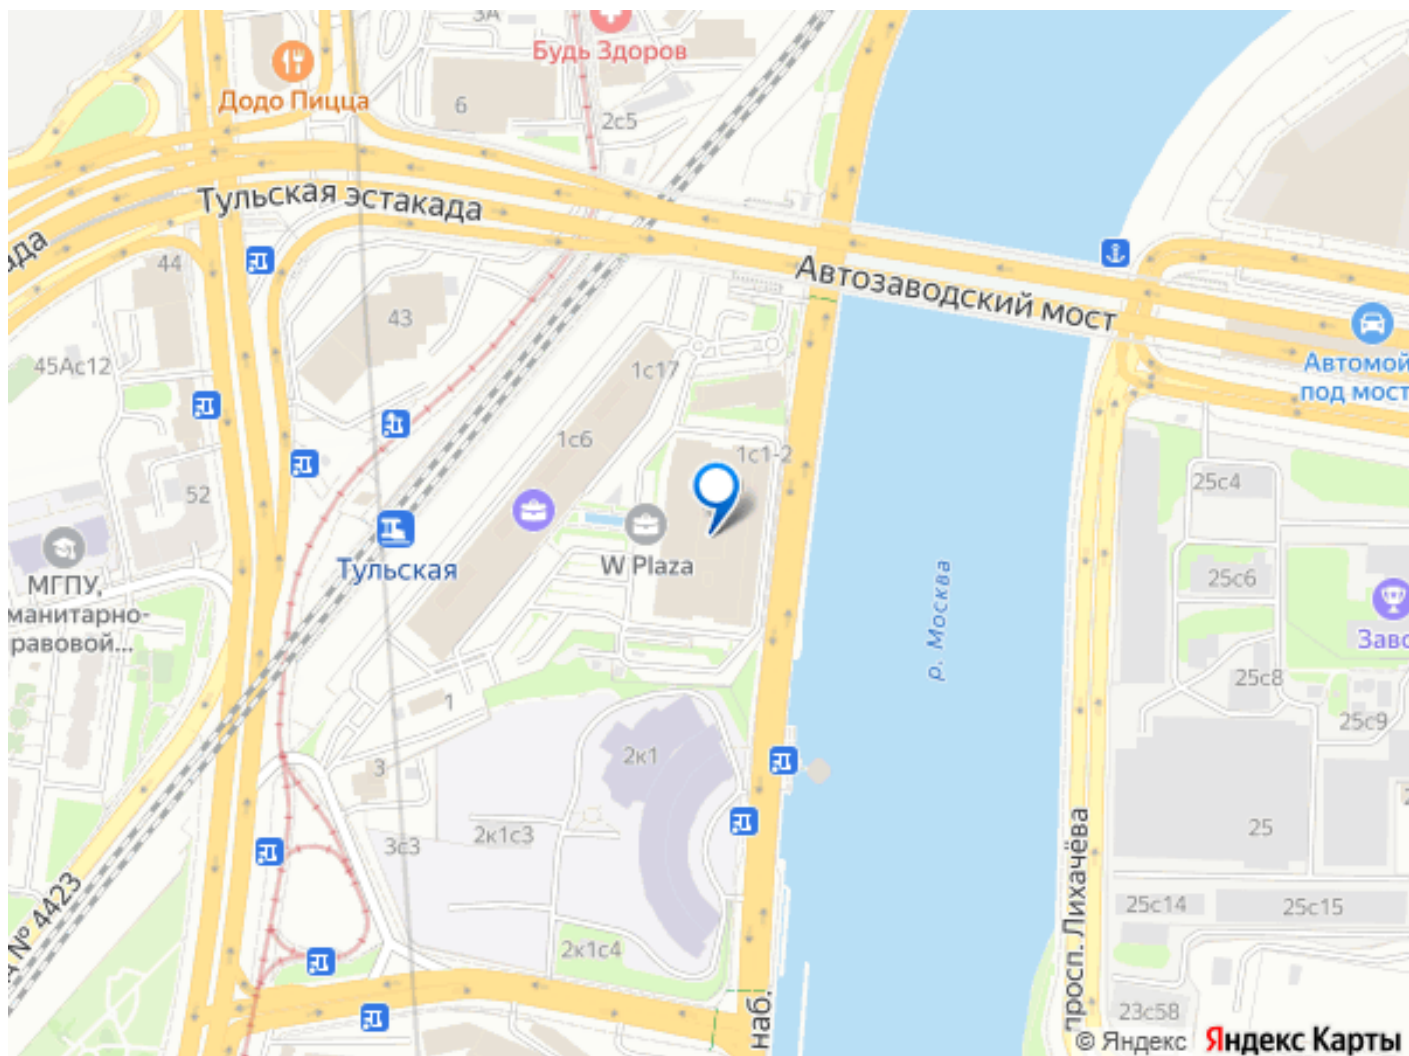 3А
Будь Здоров
Додо Пицца
6
2с5
Тульская эстакада
ада
44
Автозаводский мост
43
45Ас12
1с17
Автомой
под мост
1с6
1с1-2
52
25с4
W Plaza
Тульская
МГПУ,
манитарно-
равовой...
25с6
р. Москва
Заво
25с8
25с9
1
2к1
3
3с3
2к1с3
25
просп. Лихачёва
№ 4423
25с14
25с15
2к1с4
наб.
23с58
© Яндекс Яндекс Карты